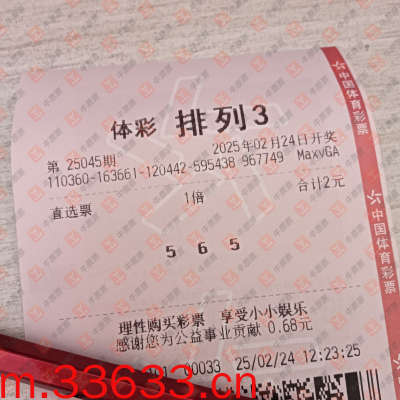 体彩 排列3
第 25045期 2025年02月24日开奖
110360-163661-120442-595438 967749 MaxvGA
直选票 1倍 合计2元
5 6 5
理性购买彩票 享受小小娱乐
感谢您为公益事业贡献 0.68元
00033 25/02/24 12:23:25
m.33633.cn
中国体育彩票
中国体育彩票